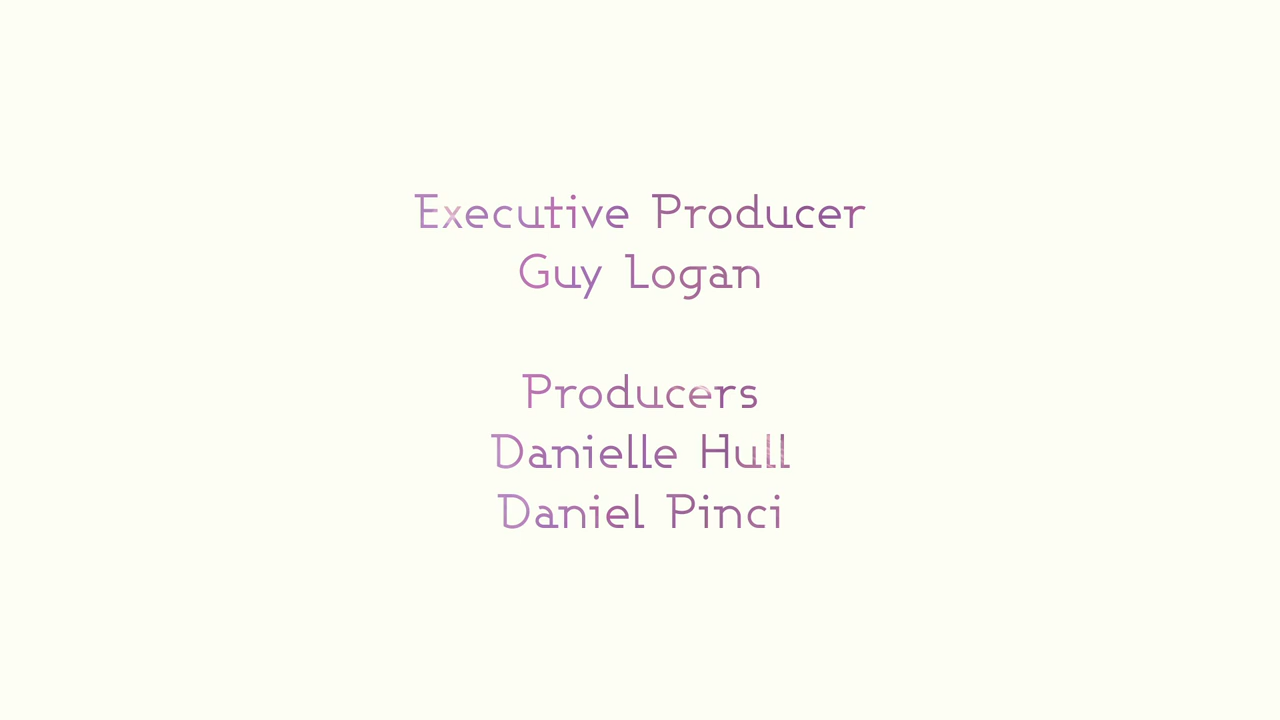 Executive Producer
Guy Logan
Producers
Danielle Hull
Daniel Pinci